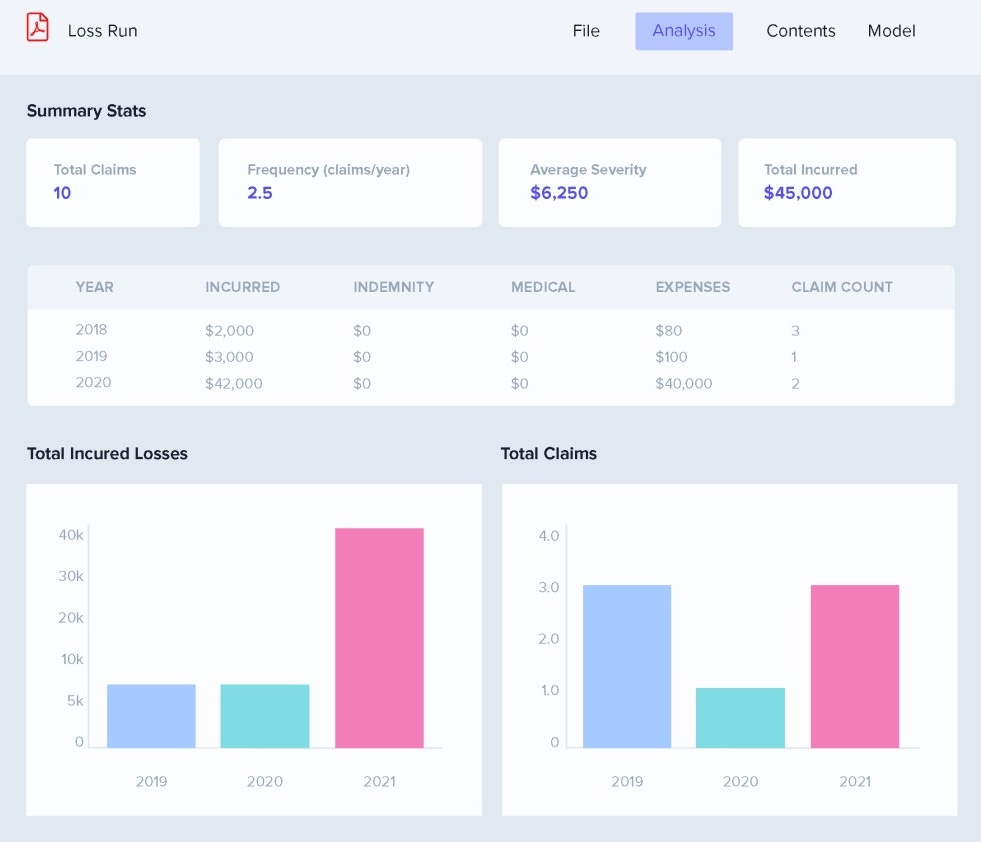 Loss Run File Analysis Contents Model
Summary Stats
Total Claims Frequency (claims/year) Average Severity Total Incurred
10 2.5 $6,250 $45,000
YEAR INCURRED INDEMNITY MEDICAL EXPENSES CLAIM COUNT
2018 $2,000 $0 $0 $80 3
2019 $3,000 $0 $0 $100 1
2020 $42,000 $0 $0 $40,000 2
Total Incured Losses
40k
30k
20k
10k
5k
0
2019 2020 2021
Total Claims
4.0
3.0
2.0
1.0
0
2019 2020 2021